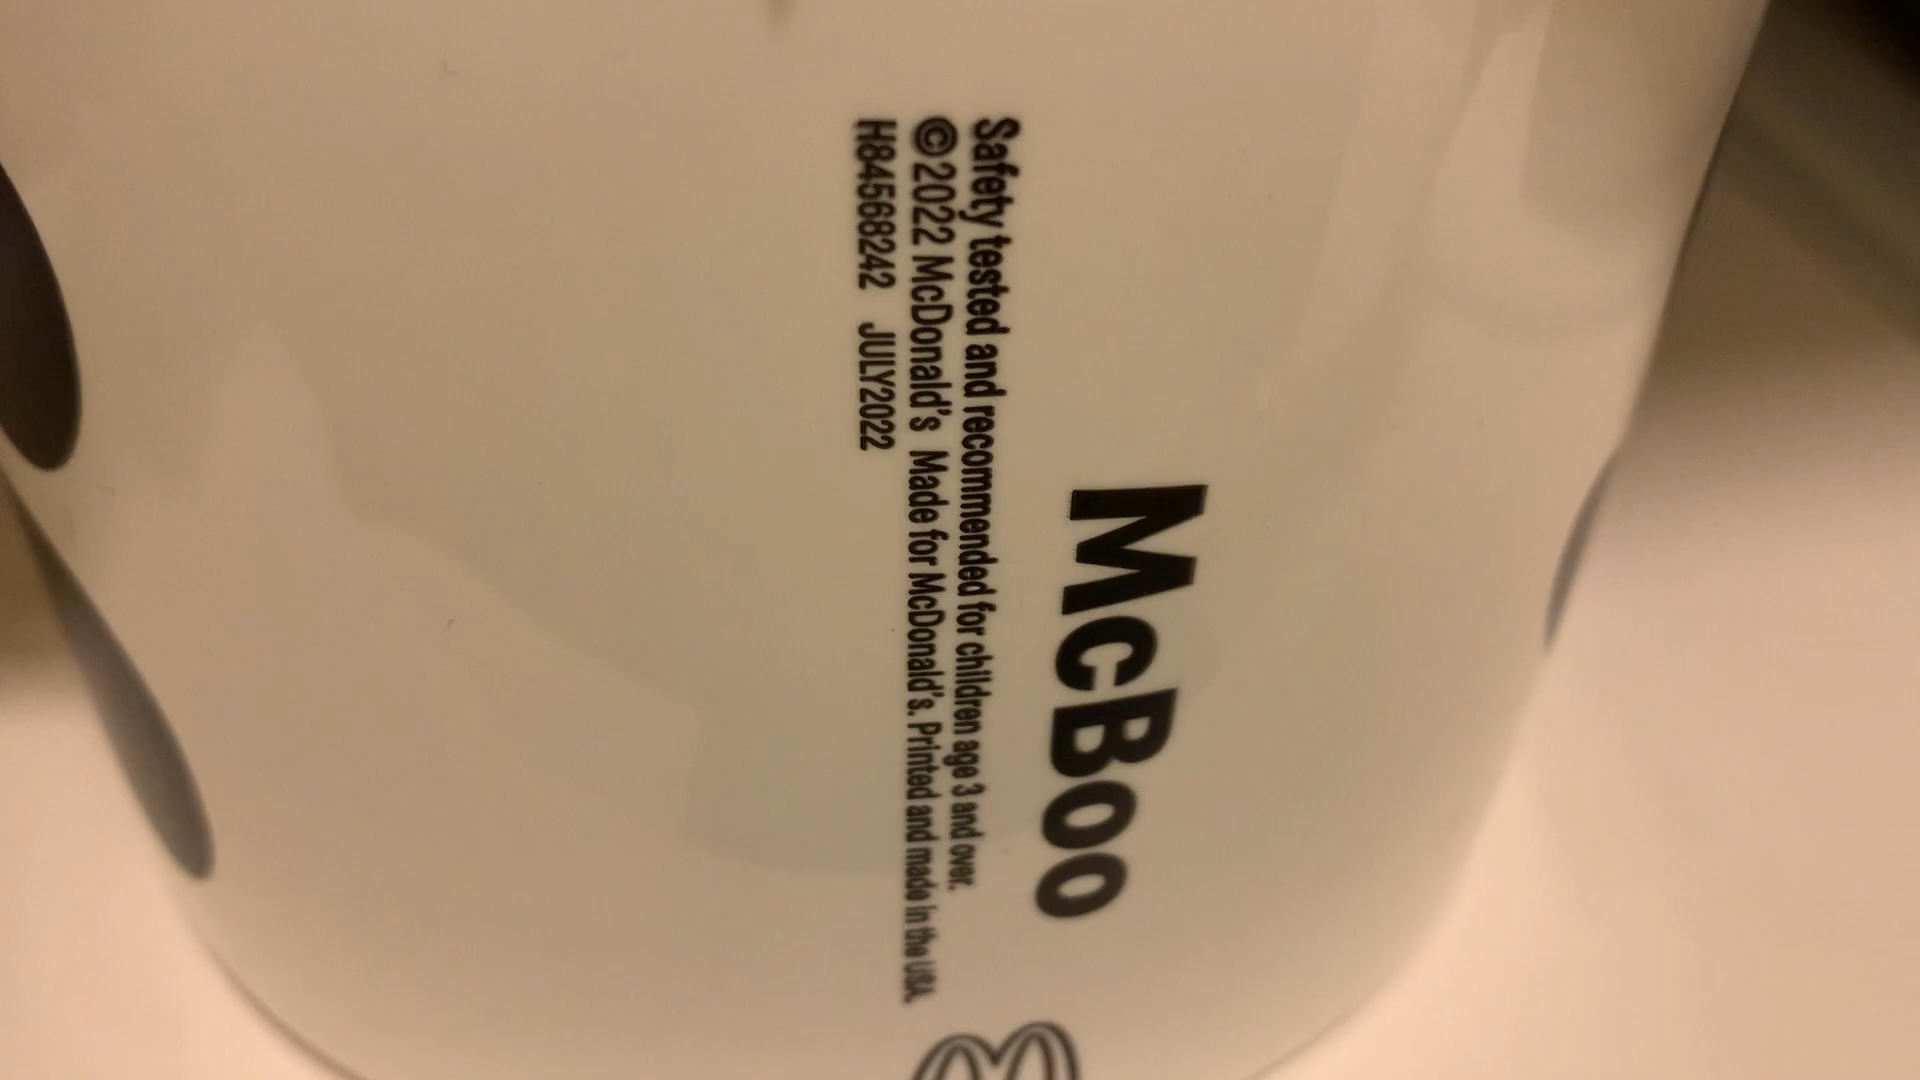 McBoo
Safety tested and recommended for children age 3 and over.
©2022 McDonald's Made for McDonald's. Printed and made in the USA.
H84568242 JULY2022